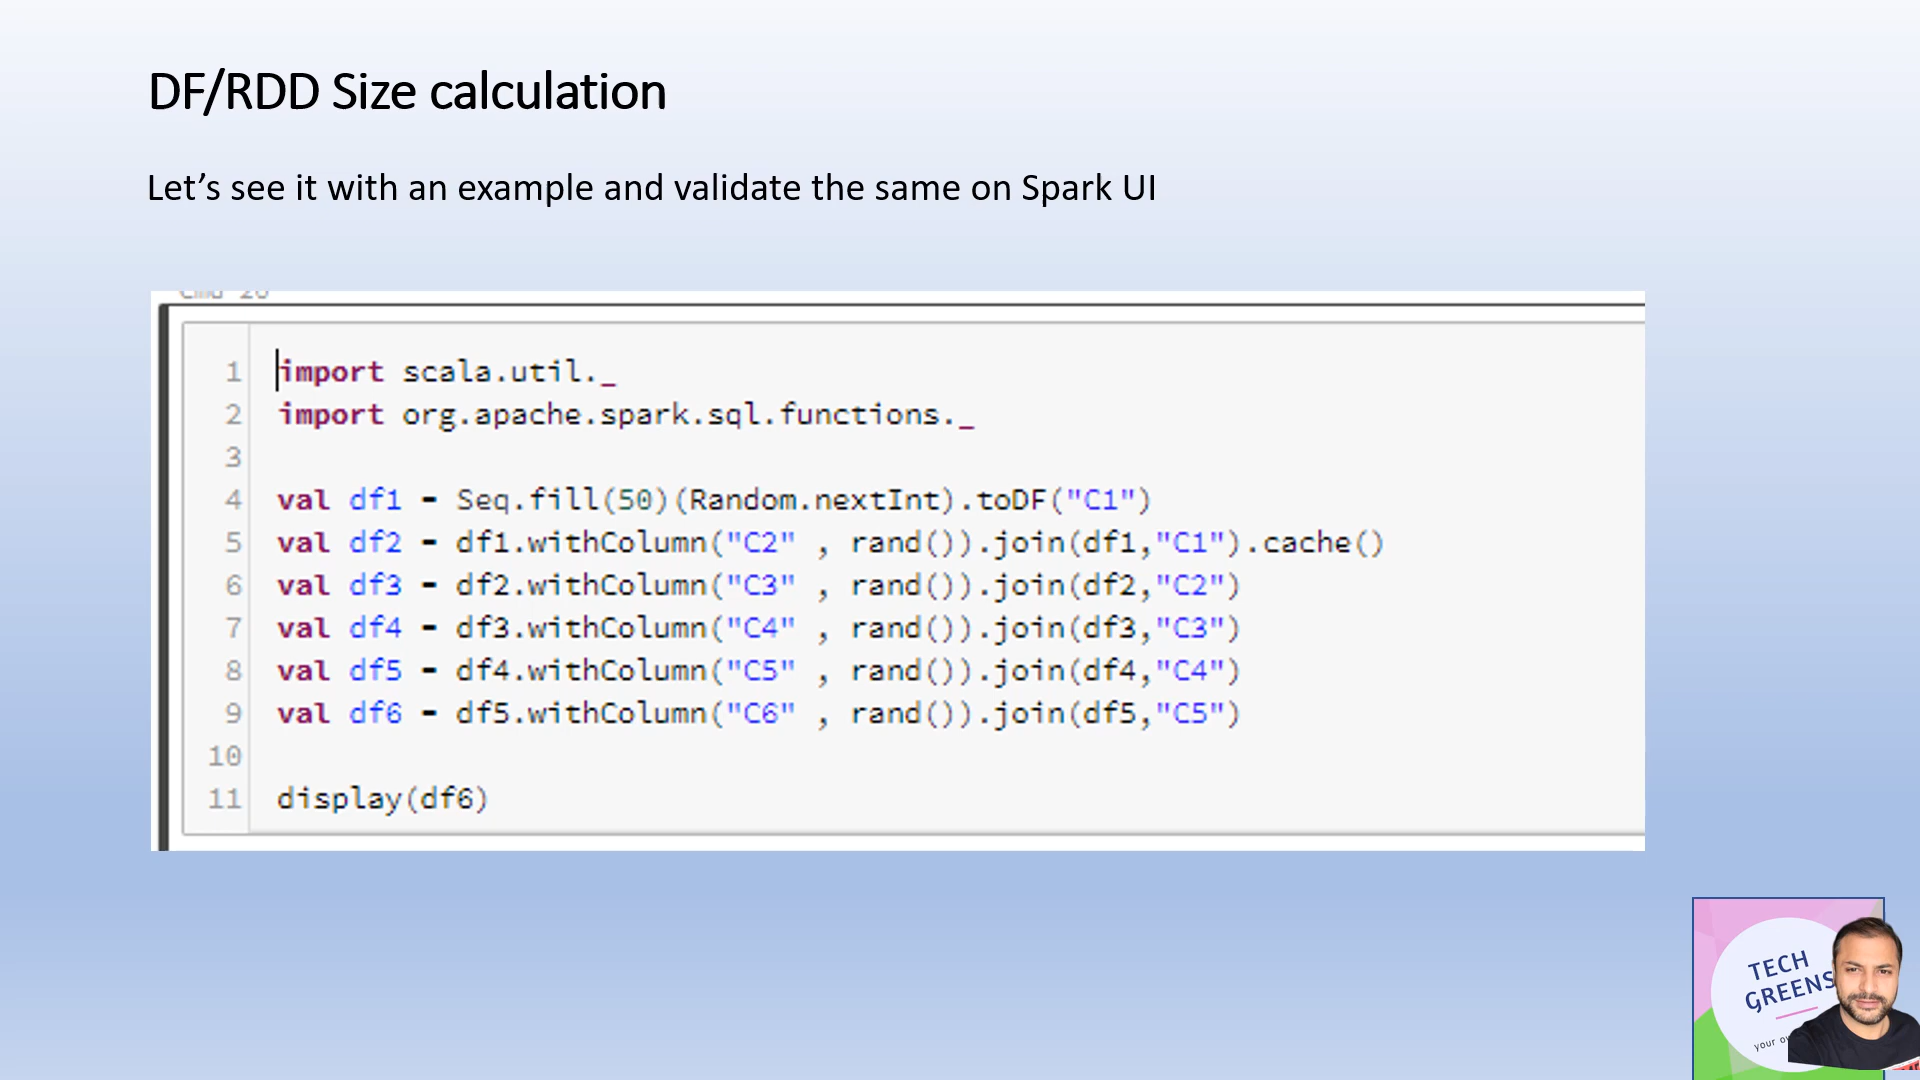 DF/RDD Size calculation
Let’s see it with an example and validate the same on Spark UI
Cmd 26
1 import scala.util._
2 import org.apache.spark.sql.functions._
3
4 val df1 = Seq.fill(50)(Random.nextInt).toDF("C1")
5 val df2 = df1.withColumn("C2" , rand()).join(df1,"C1").cache()
6 val df3 = df2.withColumn("C3" , rand()).join(df2,"C2")
7 val df4 = df3.withColumn("C4" , rand()).join(df3,"C3")
8 val df5 = df4.withColumn("C5" , rand()).join(df4,"C4")
9 val df6 = df5.withColumn("C6" , rand()).join(df5,"C5")
10
11 display(df6)
TECH
GREENS
your